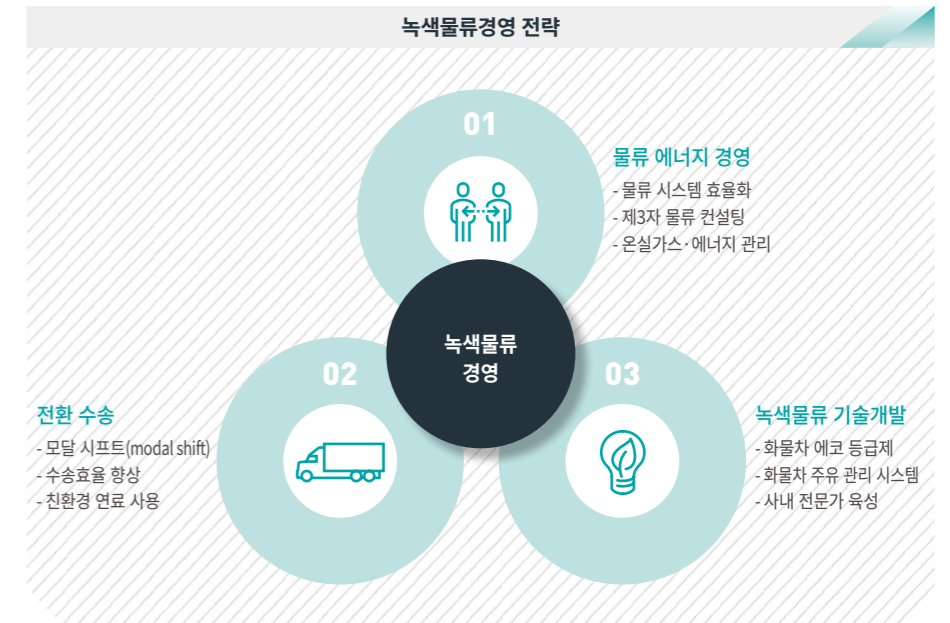 녹색물류경영 전략
01
물류 에너지 경영
- 물류 시스템 효율화
- 제3자 물류 컨설팅
- 온실가스·에너지 관리
녹색물류
경영
02
전환 수송
- 모달 시프트(modal shift)
- 수송효율 향상
- 친환경 연료 사용
03
녹색물류 기술개발
- 화물차 에코 등급제
- 화물차 주유 관리 시스템
- 사내 전문가 육성